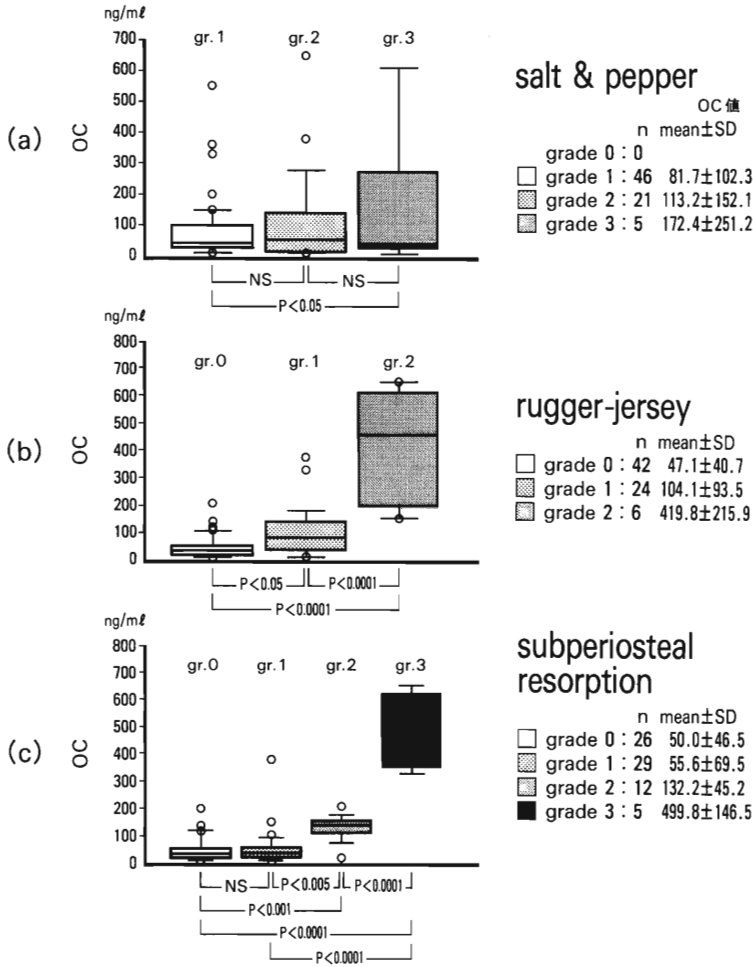 ng/mℓ
700
600
500
400
300
200
100
0
OC
(a)
gr.1 gr.2 gr.3
NS NS
P<0.05
salt & pepper
OC 値
n mean±SD
grade 0 : 0
grade 1 : 46 81.7±102.3
grade 2 : 21 113.2±152.1
grade 3 : 5 172.4±251.2
ng/mℓ
800
700
600
500
400
300
200
100
0
OC
(b)
gr.0 gr.1 gr.2
P<0.05 P<0.0001
P<0.0001
rugger-jersey
n mean±SD
grade 0 : 42 47.1±40.7
grade 1 : 24 104.1±93.5
grade 2 : 6 419.8±215.9
ng/mℓ
800
700
600
500
400
300
200
100
0
OC
(c)
gr.0 gr.1 gr.2 gr.3
NS P<0.005 P<0.0001
P<0.001
P<0.0001
P<0.0001
subperiosteal
resorption
n mean±SD
grade 0 : 26 50.0±46.5
grade 1 : 29 55.6±69.5
grade 2 : 12 132.2±45.2
grade 3 : 5 499.8±146.5